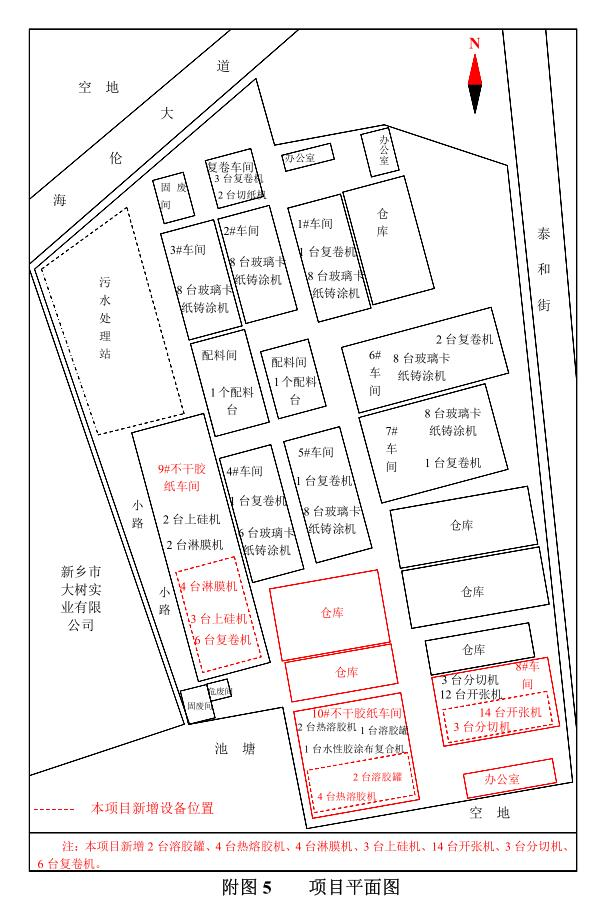 N
空 地
海 伦 大 道
泰和街
办公室
办公室
复卷车间
3 台复卷机
2 台切纸机
固 废
间
仓库
1#车间
1 台复卷机
8 台玻璃卡
纸铸涂机
2#车间
8 台玻璃卡
纸铸涂机
3#车间
8 台玻璃卡
纸铸涂机
污水处理站
配料间
1个配料
台
配料间
1个配料
台
2 台复卷机
6#车间
8 台玻璃卡
纸铸涂机
7#车间
8 台玻璃卡
纸铸涂机
1 台复卷机
9#不干胶
纸车间
2 台上硅机
2 台淋膜机
4 台淋膜机
3 台上硅机
6 台复卷机
4#车间
1 台复卷机
6 台玻璃卡
纸铸涂机
5#车间
1 台复卷机
8 台玻璃卡
纸铸涂机
仓库
仓库
仓库
仓库
仓库
小路
小路
新乡市
大树实
业有限
公司
8#车
间
3 台分切机
12 台开张机
14 台开张机
3 台分切机
危废间
固废间
10#不干胶纸车间
2 台热溶胶机
1 台溶胶罐
1 台水性胶涂布复合机
2 台溶胶罐
4 台热溶胶机
办公室
池 塘
空 地
本项目新增设备位置
注：本项目新增 2 台溶胶罐、4 台热熔胶机、4 台淋膜机、3 台上硅机、14 台开张机、3 台分切机、
6 台复卷机。
附图 5 项目平面图